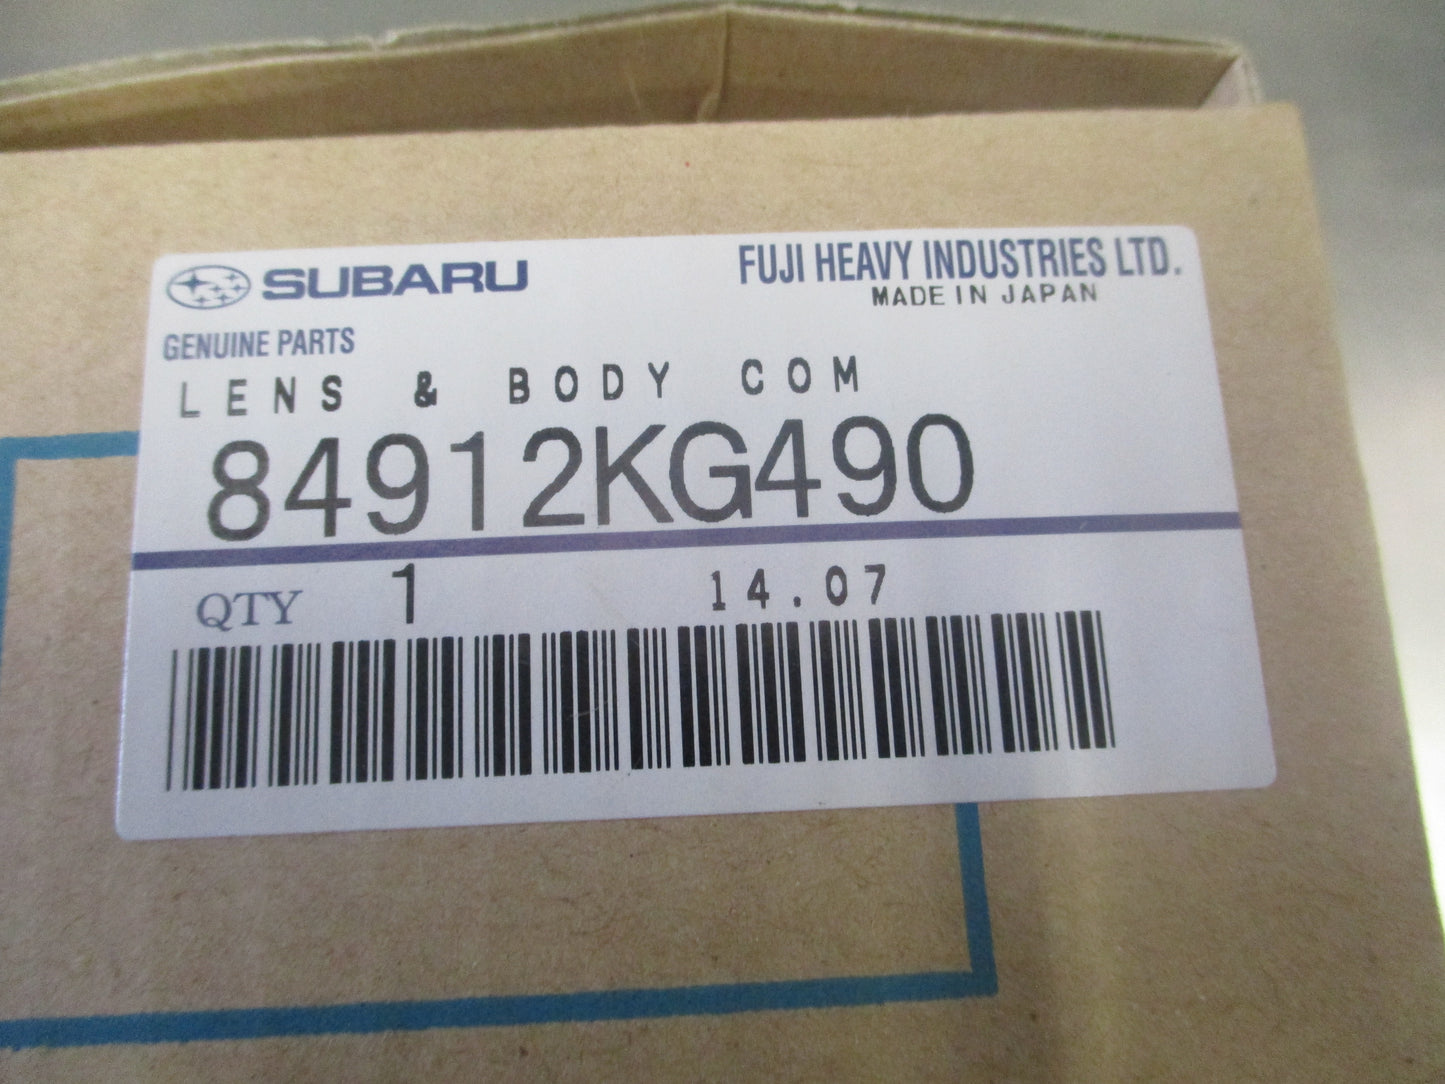 SUBARU
FUJI HEAVY INDUSTRIES LTD.
MADE IN JAPAN
GENUINE PARTS
LENS & BODY COM
84912KG490
QTY 1 14.07